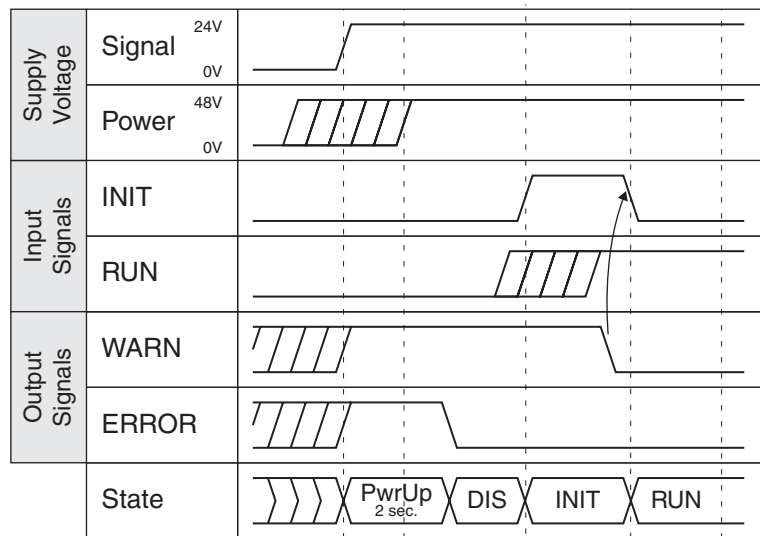 Supply
Voltage
Signal
24V
0V
Power
48V
0V
Input
Signals
INIT
RUN
Output
Signals
WARN
ERROR
State
PwrUp
2 sec.
DIS
INIT
RUN